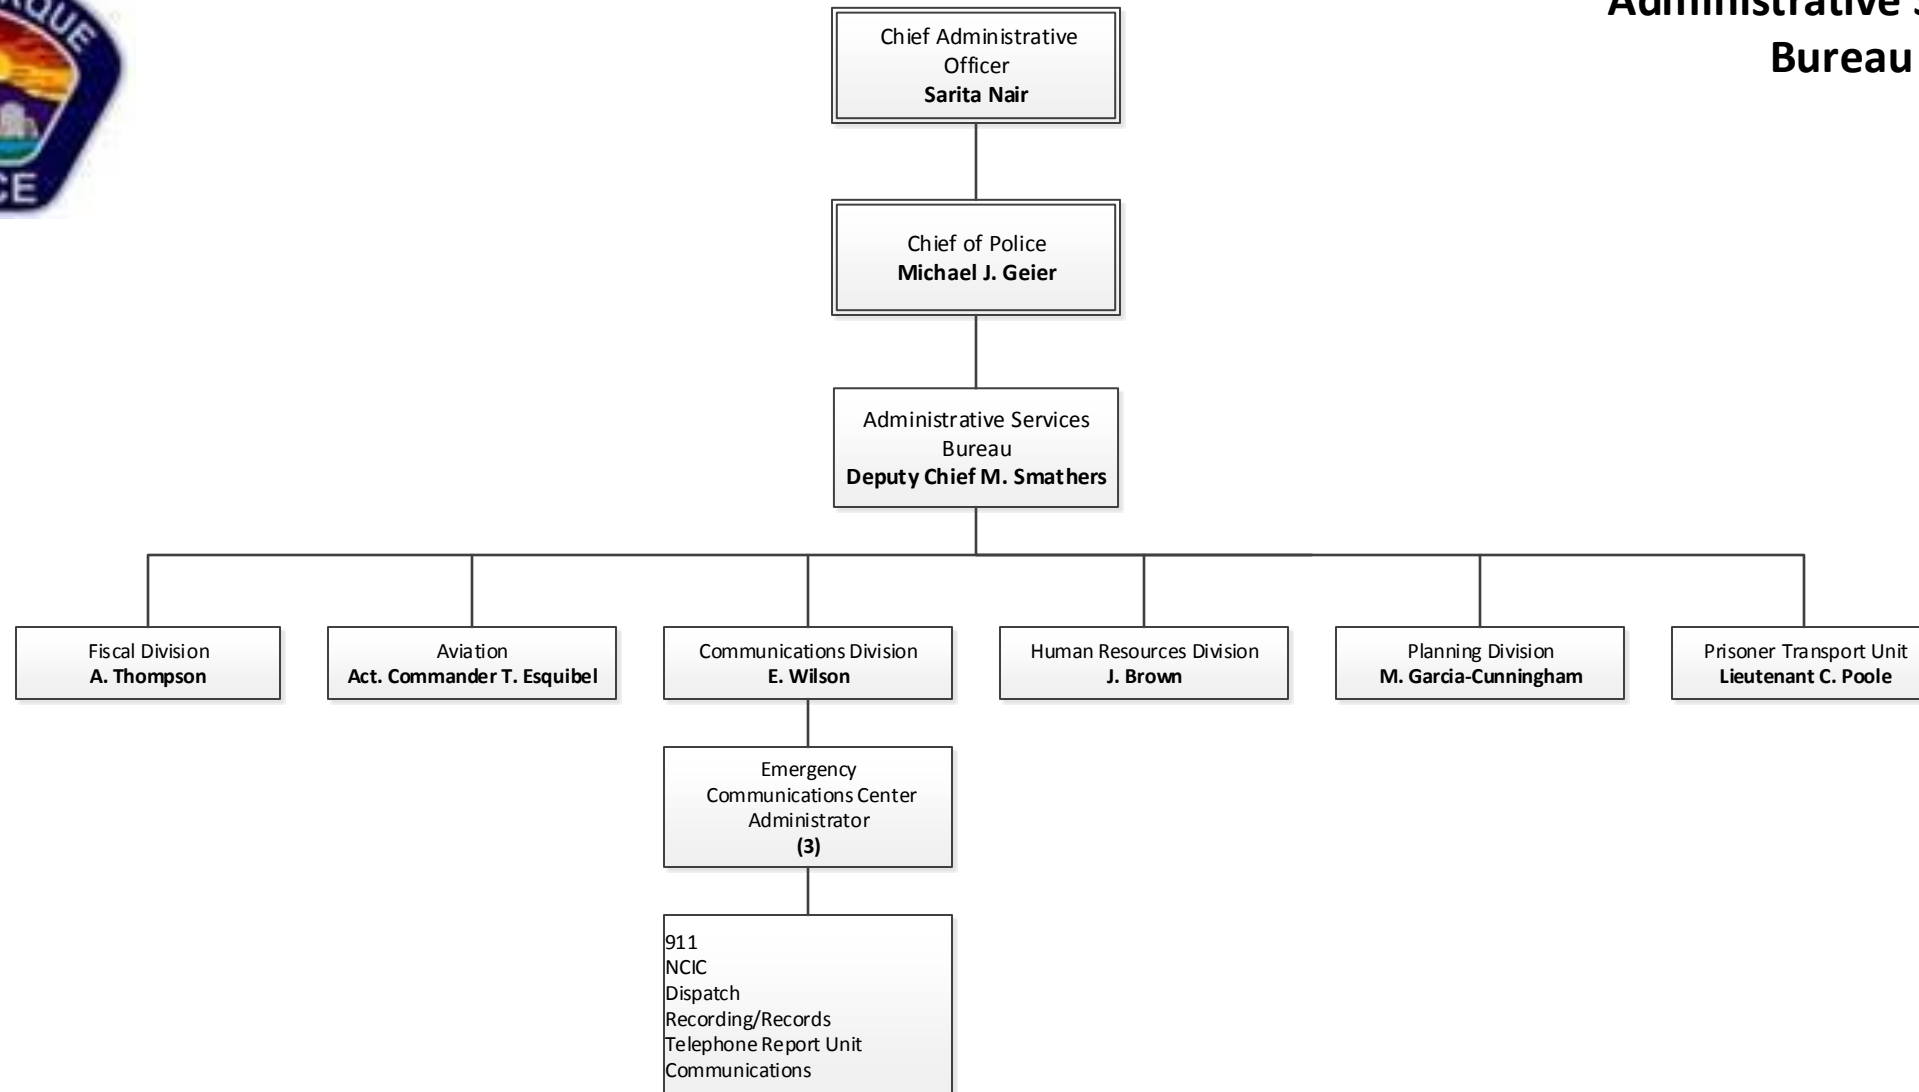 Administrative
Bureau
Chief Administrative
Officer
Sarita Nair
Chief of Police
Michael J. Geier
Administrative Services
Bureau
Deputy Chief M. Smathers
Fiscal Division
A. Thompson
Aviation
Act. Commander T. Esquibel
Communications Division
E. Wilson
Human Resources Division
J. Brown
Planning Division
M. Garcia-Cunningham
Prisoner Transport Unit
Lieutenant C. Poole
Emergency
Communications Center
Administrator
(3)
911
NCIC
Dispatch
Recording/Records
Telephone Report Unit
Communications